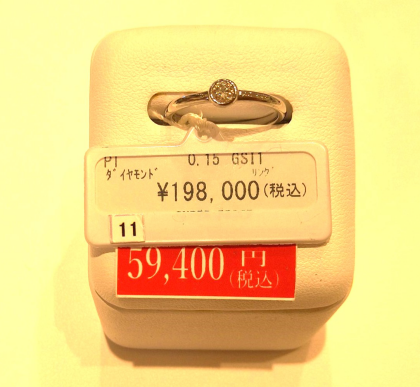 PT 0.15 GSI1
ﾀﾞｲﾔﾓﾝﾄﾞ ﾘﾝｸﾞ
¥198,000(税込)
11
59,400円
(税込)